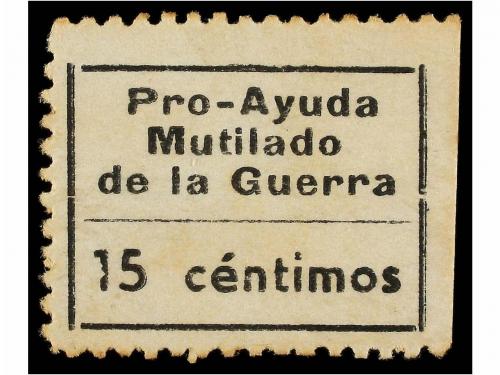 Pro-Ayuda
Mutilado
de la Guerra
15 céntimos